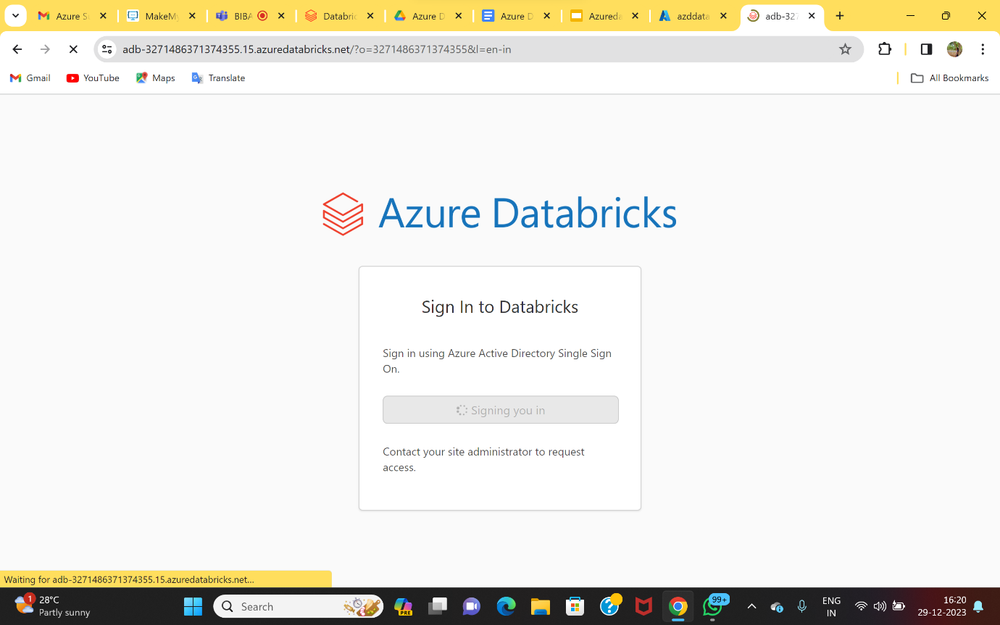 Azure S
MakeMy
BIBA
Databric
Azure D
Azure D
Azureda
azddata
adb-327
adb-3271486371374355.15.azuredatabricks.net/?o=3271486371374355&l=en-in
Gmail
YouTube
Maps
Translate
All Bookmarks
Azure Databricks
Sign In to Databricks
Sign in using Azure Active Directory Single Sign
On.
Signing you in
Contact your site administrator to request
access.
Waiting for adb-3271486371374355.15.azuredatabricks.net...
1
28°C
Partly sunny
Search
PRE
99+
ENG
IN
16:20
29-12-2023